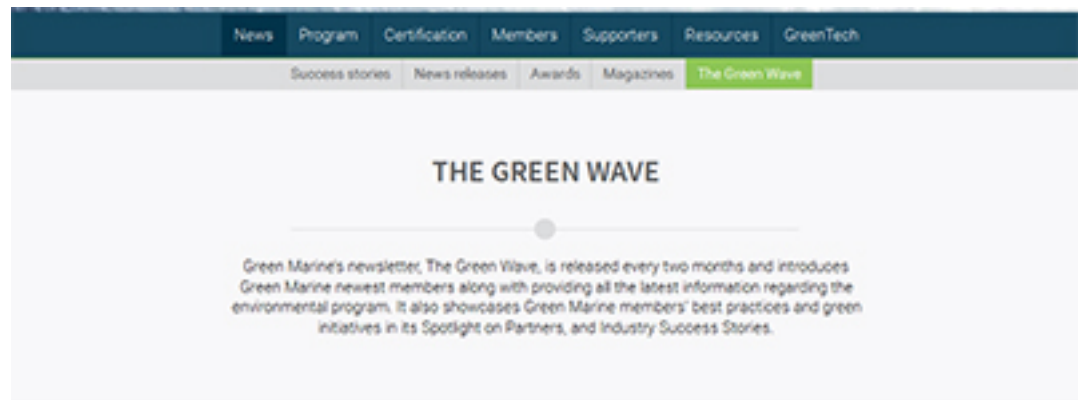 News Program Certification Members Supporters Resources GreenTech
Success stories News releases Awards Magazines The Green Wave
THE GREEN WAVE
Green Marine's newsletter, The Green Wave, is released every two months and introduces
Green Marine newest members along with providing all the latest information regarding the
environmental program. It also showcases Green Marine members' best practices and green
initiatives in its Spotlight on Partners, and Industry Success Stories.